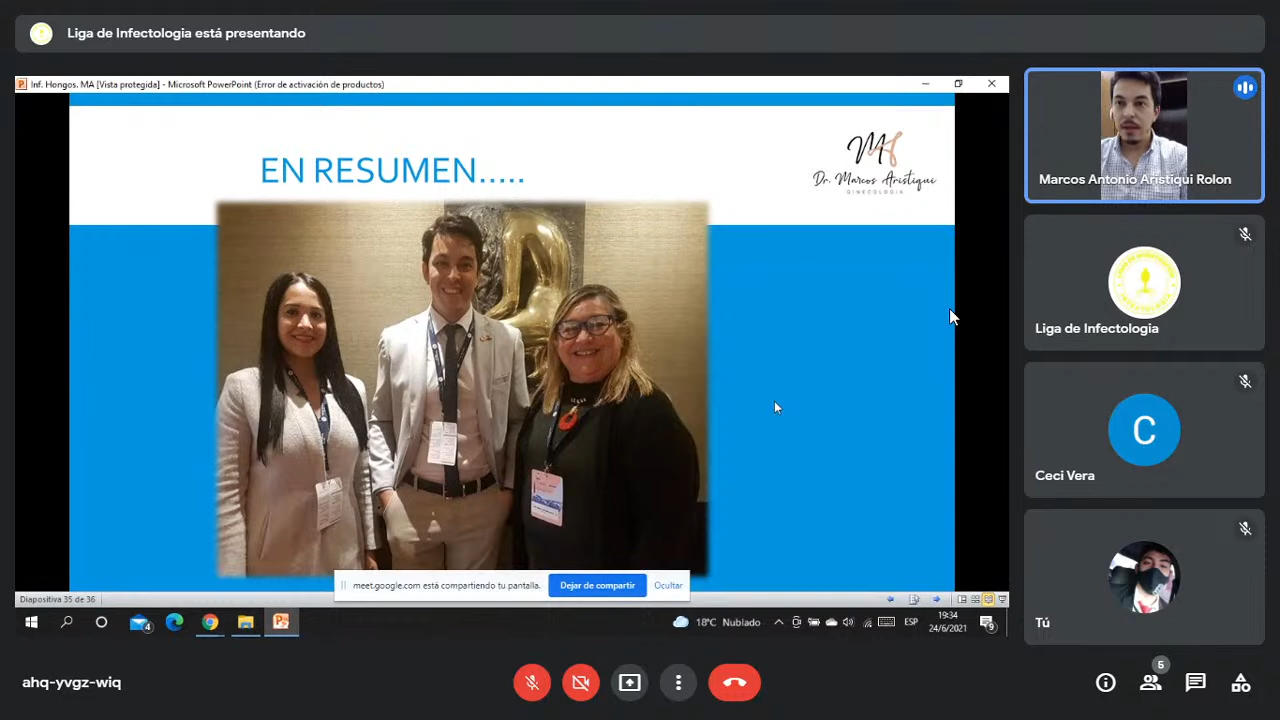 Liga de Infectologia está presentando
Inf. Hongos. MA [Vista protegida] - Microsoft PowerPoint (Error de activación de productos)
EN RESUMEN.....
MA
Dr. Marcos Aristiqui
GINECOLOGIA
meet.google.com está compartiendo tu pantalla.
Dejar de compartir
Ocultar
Diapositiva 35 de 36
4
18°C Nublado
ESP
19:34
24/6/2021
9
Marcos Antonio Aristiqui Rolon
Liga de Infectologia
C
Ceci Vera
Tú
ahq-yvgz-wiq
5